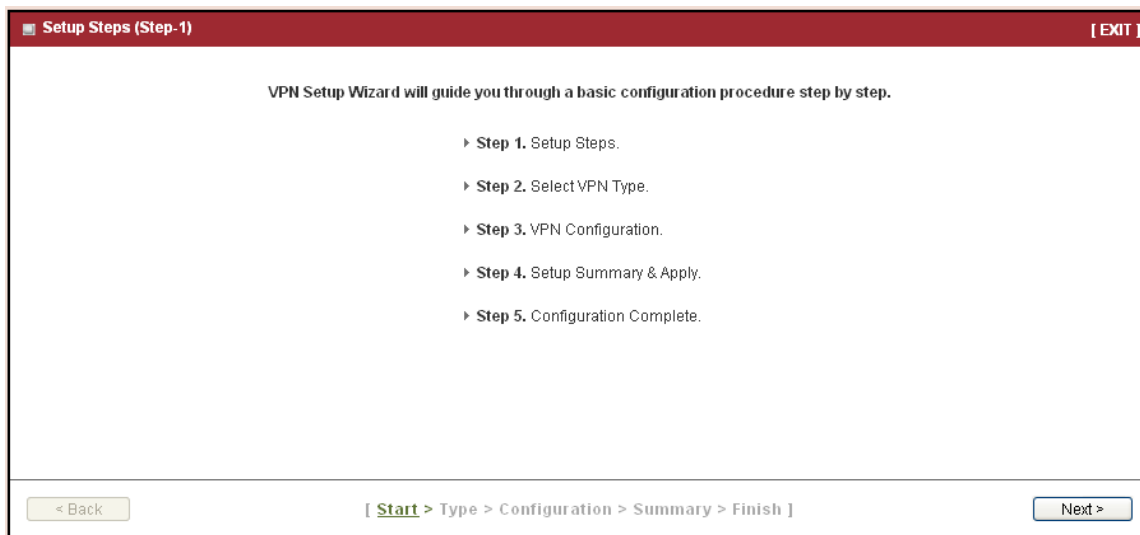 Setup Steps (Step-1) [ EXIT ]
VPN Setup Wizard will guide you through a basic configuration procedure step by step.
Step 1. Setup Steps.
Step 2. Select VPN Type.
Step 3. VPN Configuration.
Step 4. Setup Summary & Apply.
Step 5. Configuration Complete.
< Back [ Start > Type > Configuration > Summary > Finish ] Next >